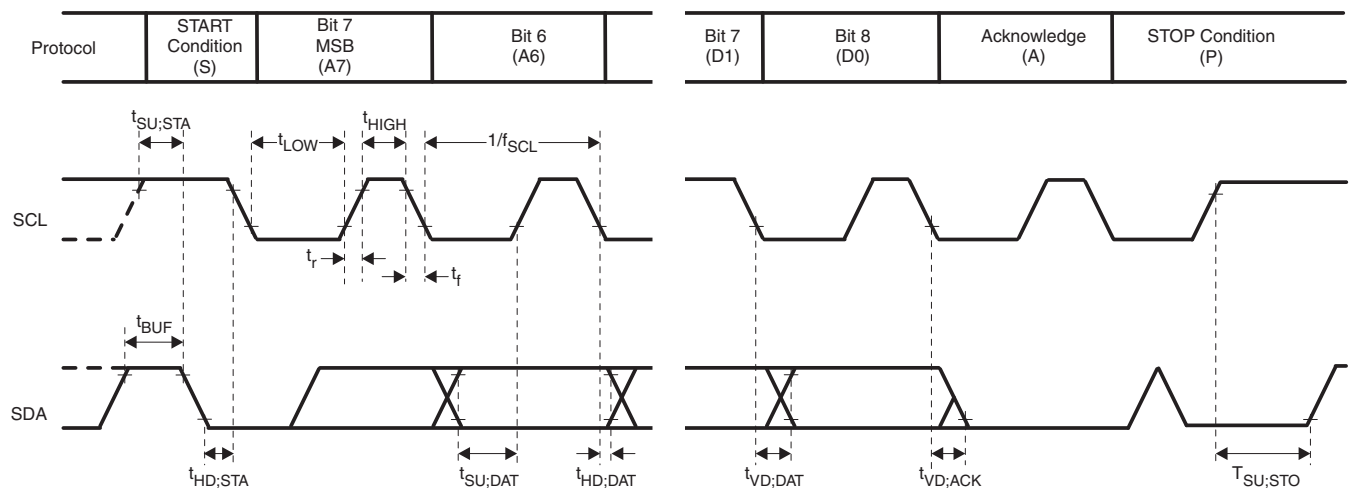 Protocol
START
Condition
(S)
Bit 7
MSB
(A7)
Bit 6
(A6)
Bit 7
(D1)
Bit 8
(D0)
Acknowledge
(A)
STOP Condition
(P)
tSU;STA
tLOW
tHIGH
1/fSCL
SCL
tr
tf
tBUF
SDA
tHD;STA
tSU;DAT
tHD;DAT
tVD;DAT
tVD;ACK
TSU;STO